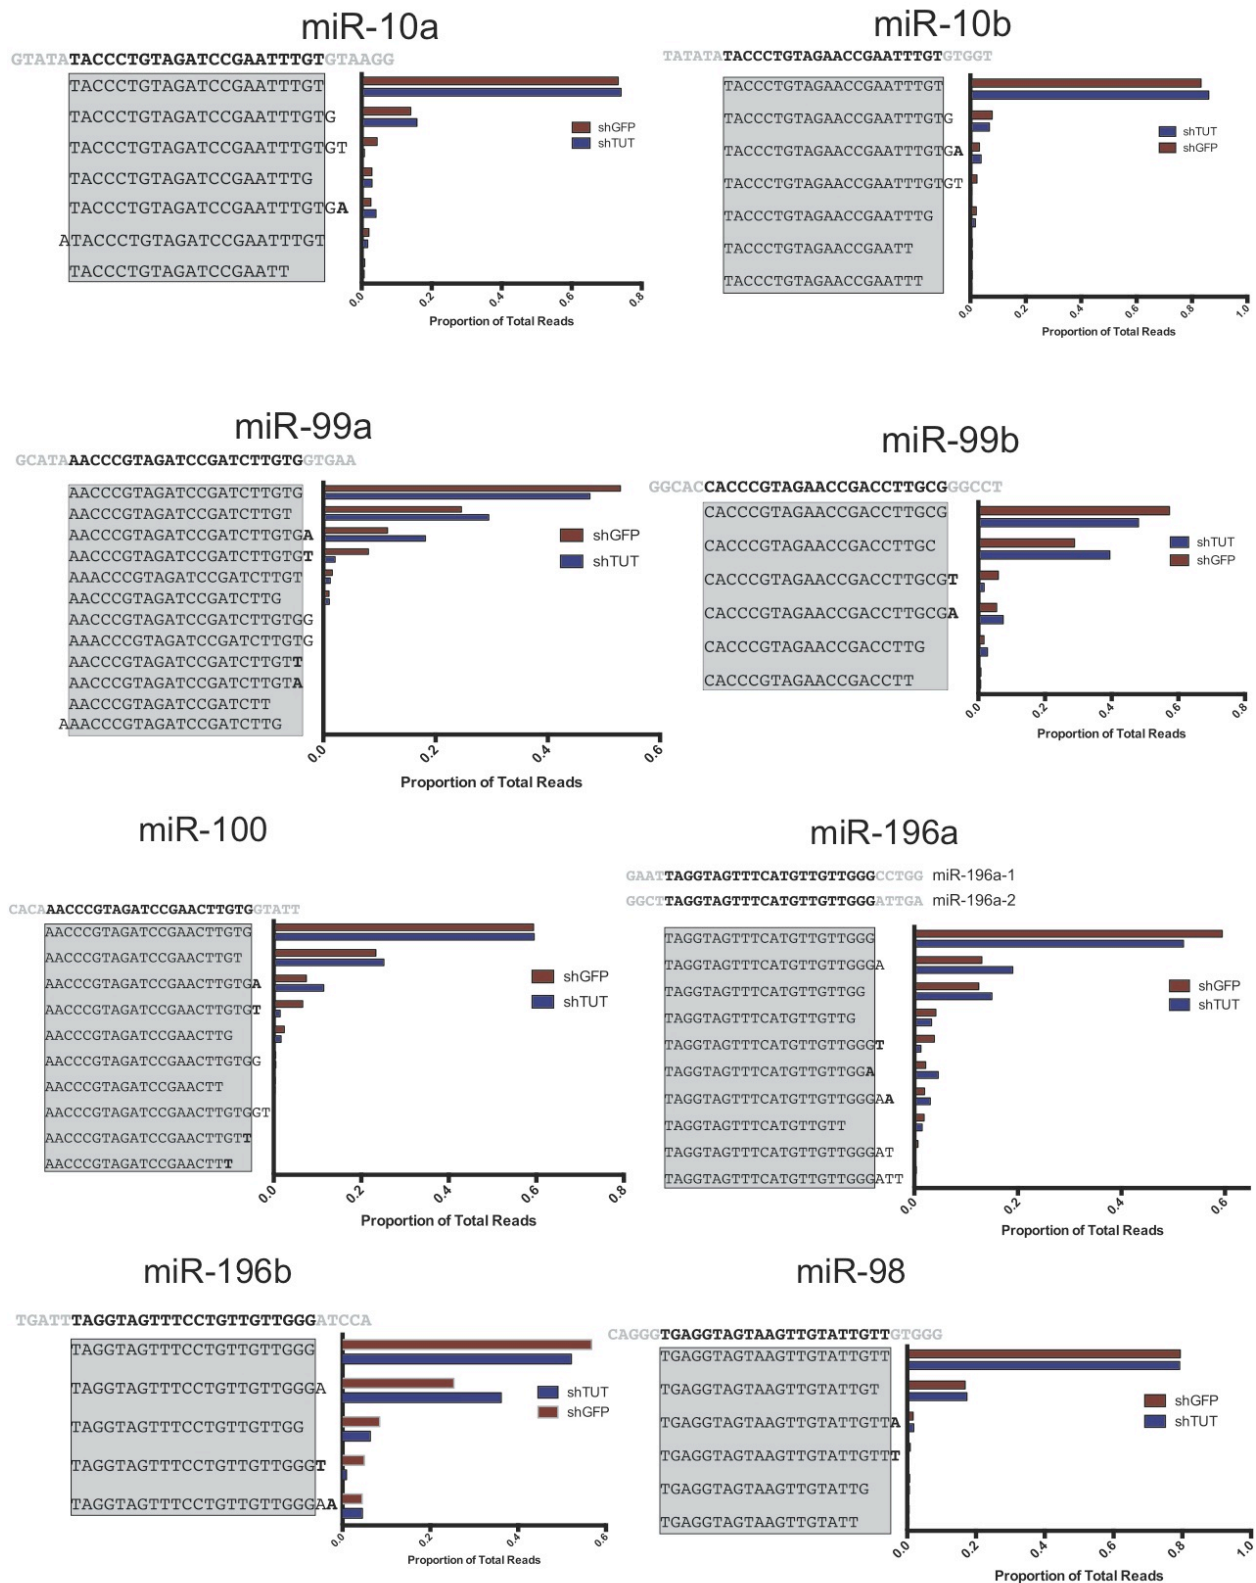 miR-10a
GTATATACCCTGTAGATCCGAATTTGTGTAAGG
TACCCTGTAGATCCGAATTTGT
TACCCTGTAGATCCGAATTTGTG
TACCCTGTAGATCCGAATTTGTGT
TACCCTGTAGATCCGAATTTG
TACCCTGTAGATCCGAATTTGTGA
ATACCCTGTAGATCCGAATTTGT
TACCCTGTAGATCCGAATT
shGFP
shTUT
0.0 0.2 0.4 0.6 0.8
Proportion of Total Reads
miR-10b
TATATATACCCTGTAGAACCGAATTTGTGTGGT
TACCCTGTAGAACCGAATTTGT
TACCCTGTAGAACCGAATTTGTG
TACCCTGTAGAACCGAATTTGTGA
TACCCTGTAGAACCGAATTTGTGT
TACCCTGTAGAACCGAATTTG
TACCCTGTAGAACCGAATT
TACCCTGTAGAACCGAATTT
shTUT
shGFP
0.0 0.2 0.4 0.6 0.8 1.0
Proportion of Total Reads
miR-99a
GCATAAACCCGTAGATCCGATCTTGTGGTGAA
AACCCGTAGATCCGATCTTGTG
AACCCGTAGATCCGATCTTGT
AACCCGTAGATCCGATCTTGTGA
AACCCGTAGATCCGATCTTGTGT
AAACCCGTAGATCCGATCTTGT
AACCCGTAGATCCGATCTTG
AACCCGTAGATCCGATCTTGTGG
AAACCCGTAGATCCGATCTTGTG
AACCCGTAGATCCGATCTTGTT
AACCCGTAGATCCGATCTTGTA
AACCCGTAGATCCGATCTT
AAACCCGTAGATCCGATCTTG
shGFP
shTUT
0.0 0.2 0.4 0.6
Proportion of Total Reads
miR-99b
GGCACCACCCGTAGAACCGACCTTGCGGGCCT
CACCCGTAGAACCGACCTTGCG
CACCCGTAGAACCGACCTTGC
CACCCGTAGAACCGACCTTGCGT
CACCCGTAGAACCGACCTTGCGA
CACCCGTAGAACCGACCTTG
CACCCGTAGAACCGACCTT
shTUT
shGFP
0.0 0.2 0.4 0.6 0.8
Proportion of Total Reads
miR-100
CACAAACCCGTAGATCCGAACTTGTGGTATT
AACCCGTAGATCCGAACTTGTG
AACCCGTAGATCCGAACTTGT
AACCCGTAGATCCGAACTTGTGA
AACCCGTAGATCCGAACTTGTGT
AACCCGTAGATCCGAACTTG
AACCCGTAGATCCGAACTTGTGG
AACCCGTAGATCCGAACTT
AACCCGTAGATCCGAACTTGTGGT
AACCCGTAGATCCGAACTTGTT
AACCCGTAGATCCGAACTTT
shGFP
shTUT
0.0 0.2 0.4 0.6 0.8
Proportion of Total Reads
miR-196a
GAATTAGGTAGTTTCATGTTGTTGGGCCTGG miR-196a-1
GGCTTAGGTAGTTTCATGTTGTTGGGATTGA miR-196a-2
TAGGTAGTTTCATGTTGTTGGG
TAGGTAGTTTCATGTTGTTGGGA
TAGGTAGTTTCATGTTGTTGG
TAGGTAGTTTCATGTTGTTG
TAGGTAGTTTCATGTTGTTGGGT
TAGGTAGTTTCATGTTGTTGGA
TAGGTAGTTTCATGTTGTTGGGAA
TAGGTAGTTTCATGTTGTT
TAGGTAGTTTCATGTTGTTGGGAT
TAGGTAGTTTCATGTTGTTGGGATT
shGFP
shTUT
0.0 0.2 0.4 0.6
Proportion of Total Reads
miR-196b
TGATTTAGGTAGTTTCCTGTTGTTGGGATCCA
TAGGTAGTTTCCTGTTGTTGGG
TAGGTAGTTTCCTGTTGTTGGGA
TAGGTAGTTTCCTGTTGTTGG
TAGGTAGTTTCCTGTTGTTGGGT
TAGGTAGTTTCCTGTTGTTGGGAA
shTUT
shGFP
0.0 0.2 0.4 0.6
Proportion of Total Reads
miR-98
CAGGGTGAGGTAGTAAGTTGTATTGTTGTGGG
TGAGGTAGTAAGTTGTATTGTT
TGAGGTAGTAAGTTGTATTGT
TGAGGTAGTAAGTTGTATTGTTA
TGAGGTAGTAAGTTGTATTGTTT
TGAGGTAGTAAGTTGTATTG
TGAGGTAGTAAGTTGTATT
shGFP
shTUT
0.0 0.2 0.4 0.6 0.8 1.0
Proportion of Total Reads